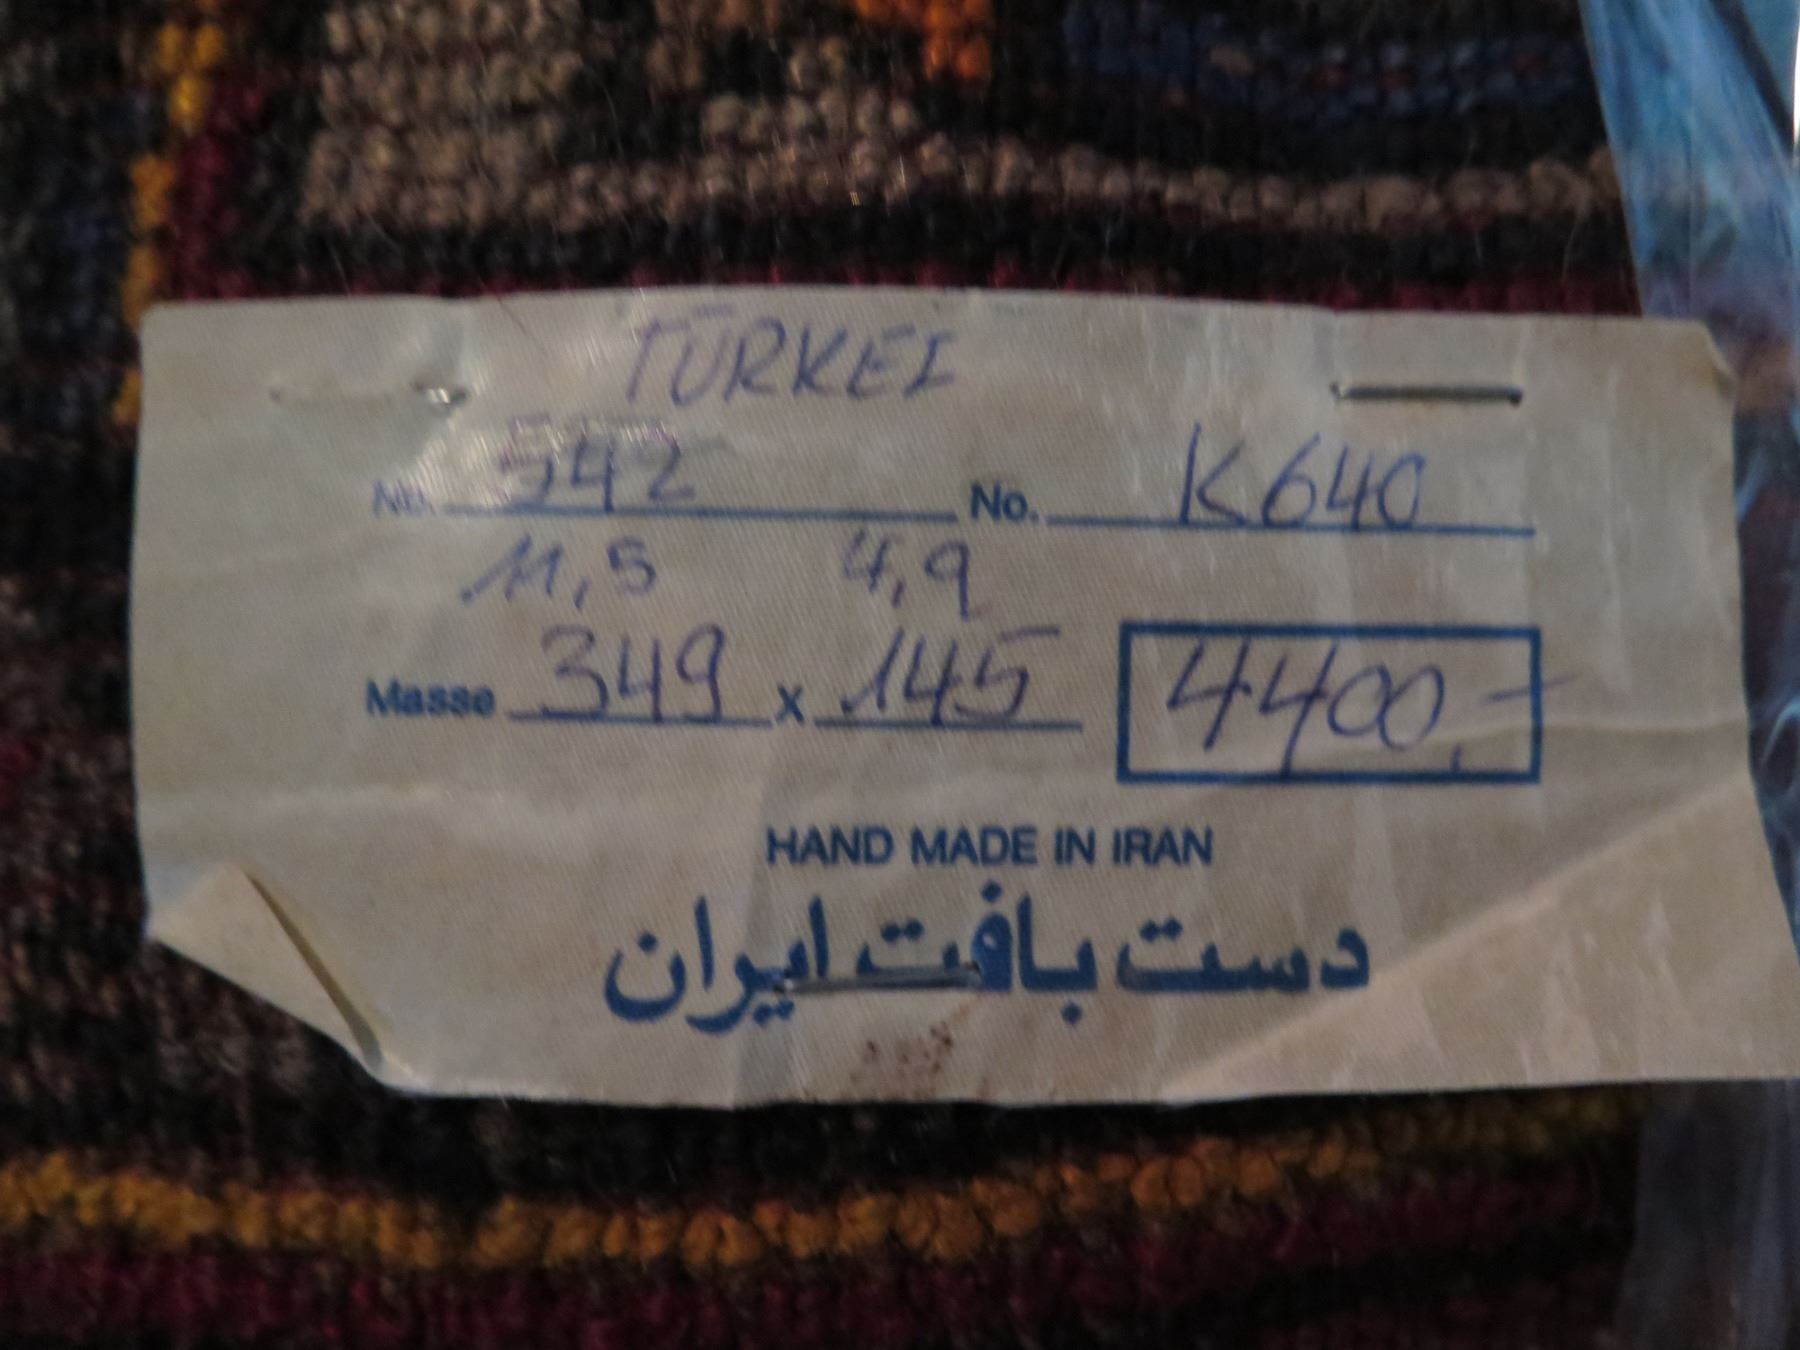 TÜRKEI
No. 542 No. K640
11,5 4,9
Masse 349 x 145 4400,-
HAND MADE IN IRAN
دست بافت ایران